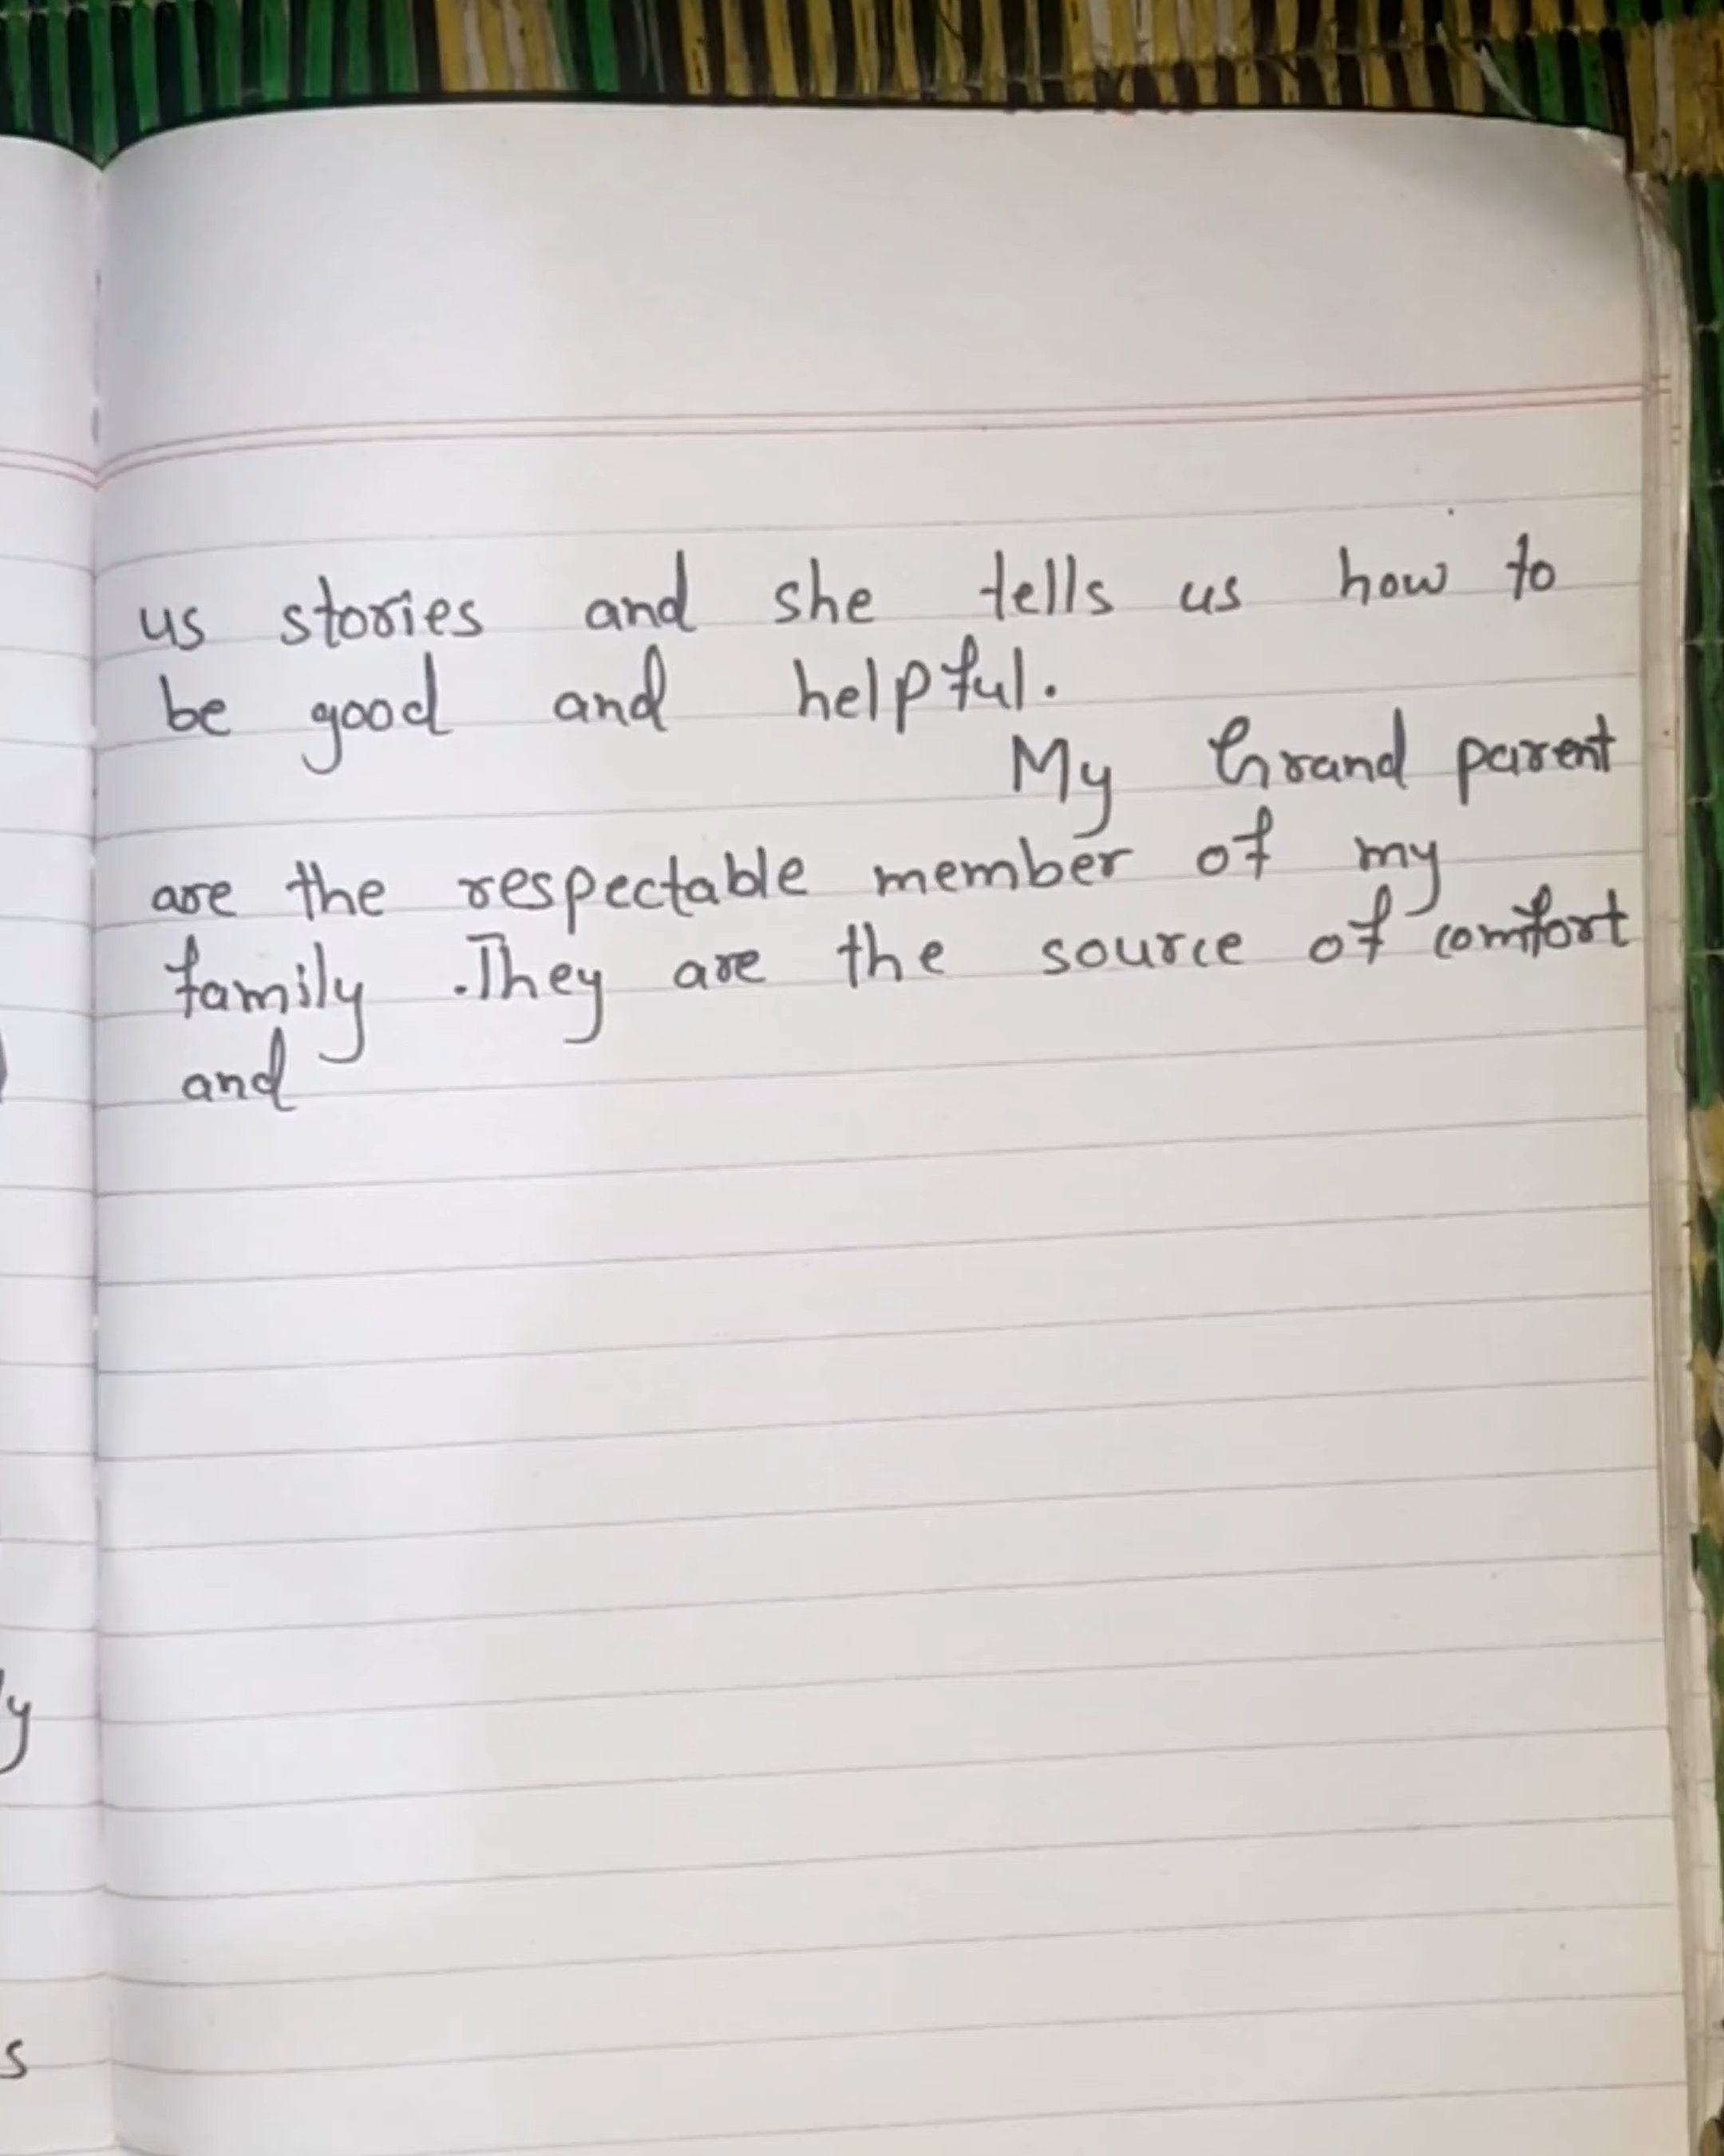 us stories and she tells us how to
be good and helpful.
My Grand parent
are the respectable member of my
family .They are the source of comfort
and
y
s